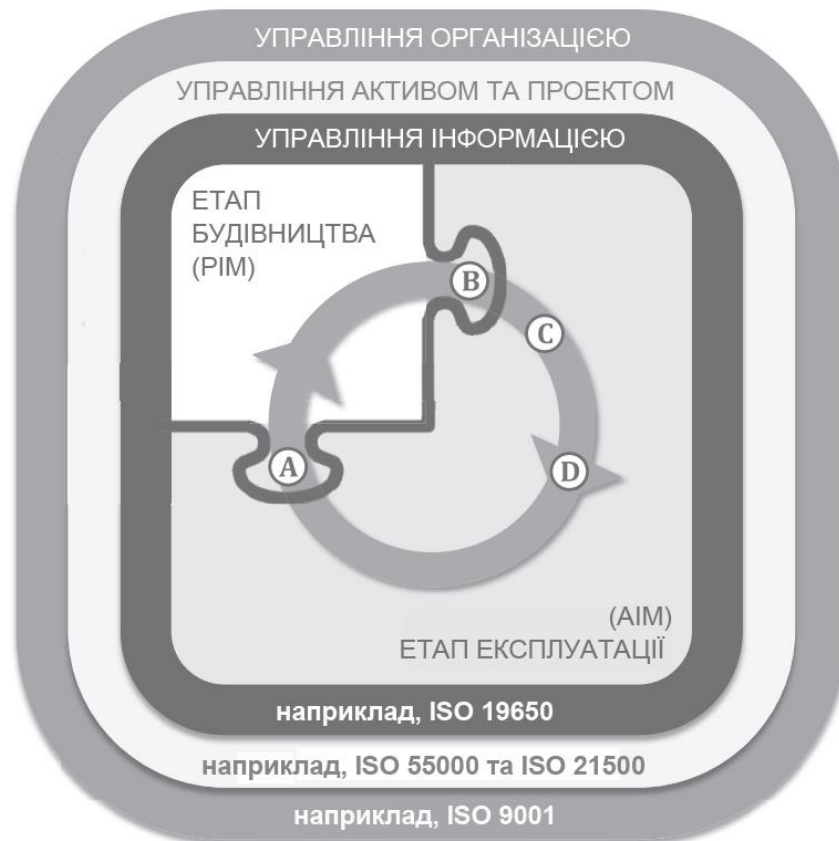 УПРАВЛІННЯ ОРГАНІЗАЦІЄЮ
УПРАВЛІННЯ АКТИВОМ ТА ПРОЕКТОМ
УПРАВЛІННЯ ІНФОРМАЦІЄЮ
ЕТАП
БУДІВНИЦТВА
(PIM)
B
C
A
D
(AIM)
ЕТАП ЕКСПЛУАТАЦІЇ
наприклад, ISO 19650
наприклад, ISO 55000 та ISO 21500
наприклад, ISO 9001